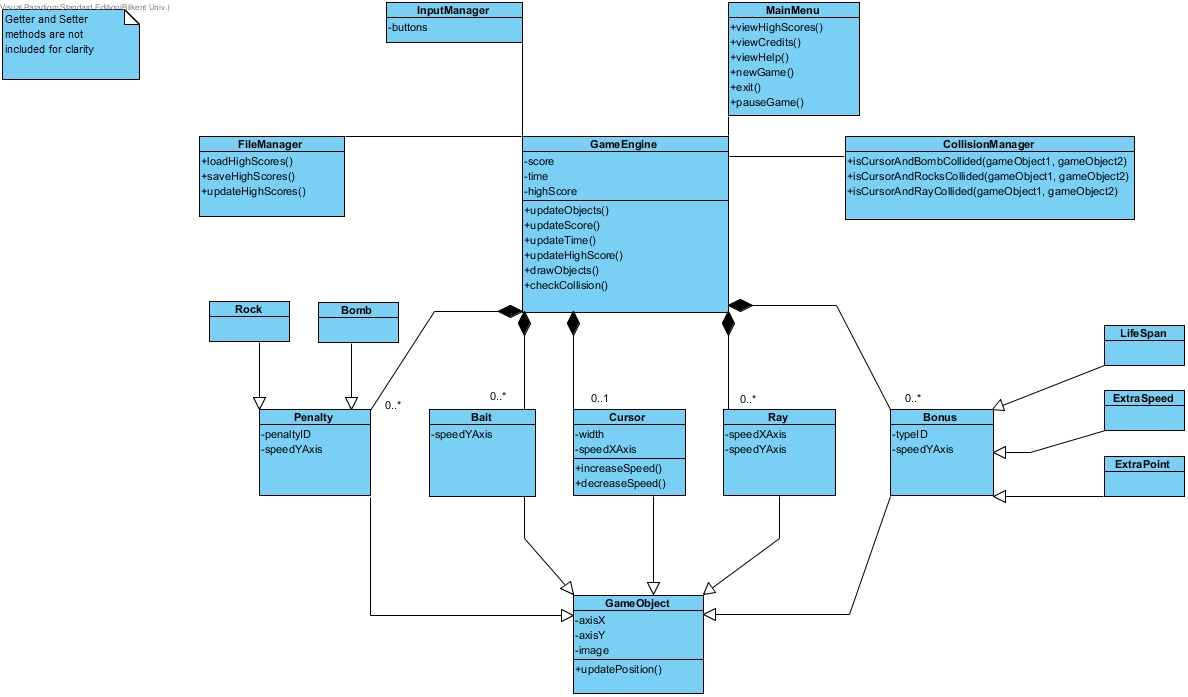 Visual Paradigm Standard Edition(Bilkent Univ.)
Getter and Setter
methods are not
included for clarity
InputManager
-buttons
MainMenu
+viewHighScores()
+viewCredits()
+viewHelp()
+newGame()
+exit()
+pauseGame()
FileManager
+loadHighScores()
+saveHighScores()
+updateHighScores()
GameEngine
-score
-time
-highScore
+updateObjects()
+updateScore()
+updateTime()
+updateHighScore()
+drawObjects()
+checkCollision()
CollisionManager
+isCursorAndBombCollided(gameObject1, gameObject2)
+isCursorAndRocksCollided(gameObject1, gameObject2)
+isCursorAndRayCollided(gameObject1, gameObject2)
Rock
Bomb
LifeSpan
ExtraSpeed
ExtraPoint
0..*
0..*
0..1
0..*
0..*
Penalty
-penaltyID
-speedYAxis
Bait
-speedYAxis
Cursor
-width
-speedXAxis
+increaseSpeed()
+decreaseSpeed()
Ray
-speedXAxis
-speedYAxis
Bonus
-typeID
-speedYAxis
GameObject
-axisX
-axisY
-image
+updatePosition()